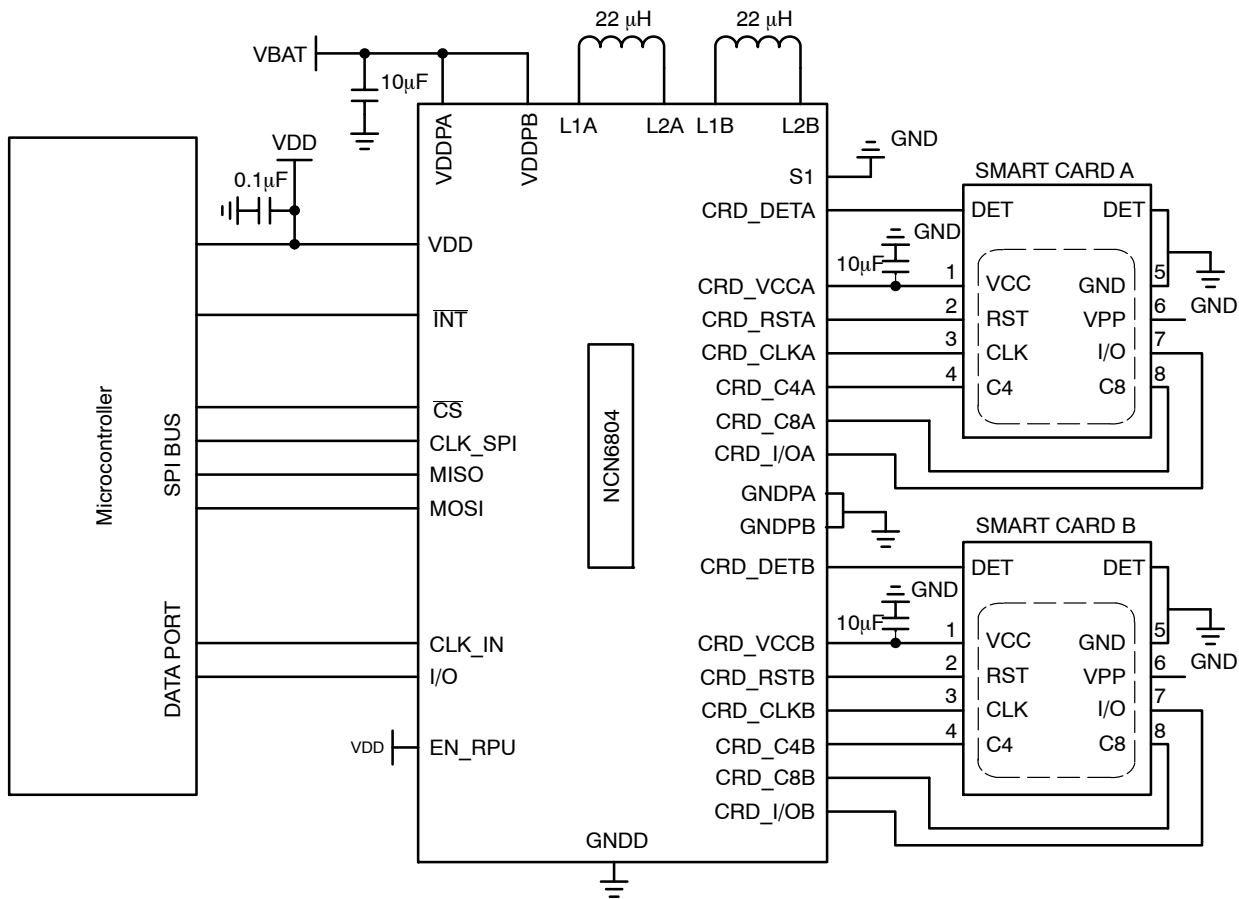 22 μH
22 μH
VBAT
10μF
VDDPA
VDDPB
L1A
L2A
L1B
L2B
GND
S1
VDD
0.1μF
VDD
INT
CS
CLK_SPI
MISO
MOSI
CLK_IN
I/O
VDD
EN_RPU
Microcontroller
SPI BUS
DATA PORT
NCN6804
GNDD
CRD_DETA
CRD_VCCA
CRD_RSTA
CRD_CLKA
CRD_C4A
CRD_C8A
CRD_I/OA
GNDPA
GNDPB
CRD_DETB
CRD_VCCB
CRD_RSTB
CRD_CLKB
CRD_C4B
CRD_C8B
CRD_I/OB
GND
10μF
SMART CARD A
DET
DET
1
VCC
GND
5
2
RST
VPP
6
3
CLK
I/O
7
4
C4
C8
8
GND
GND
10μF
SMART CARD B
DET
DET
1
VCC
GND
5
2
RST
VPP
6
3
CLK
I/O
7
4
C4
C8
8
GND